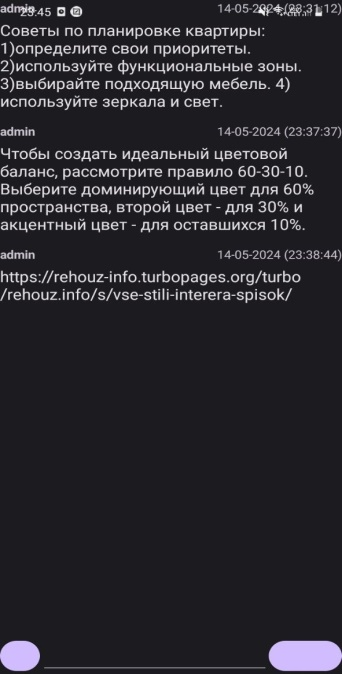 admin 14-05-2024 (23:31:12)
23:45
Советы по планировке квартиры:
1)определите свои приоритеты.
2)используйте функциональные зоны.
3)выбирайте подходящую мебель. 4)
используйте зеркала и свет.
admin 14-05-2024 (23:37:37)
Чтобы создать идеальный цветовой
баланс, рассмотрите правило 60-30-10.
Выберите доминирующий цвет для 60%
пространства, второй цвет - для 30% и
акцентный цвет - для оставшихся 10%.
admin 14-05-2024 (23:38:44)
https://rehouz-info.turbopages.org/turbo
/rehouz.info/s/vse-stili-interera-spisok/